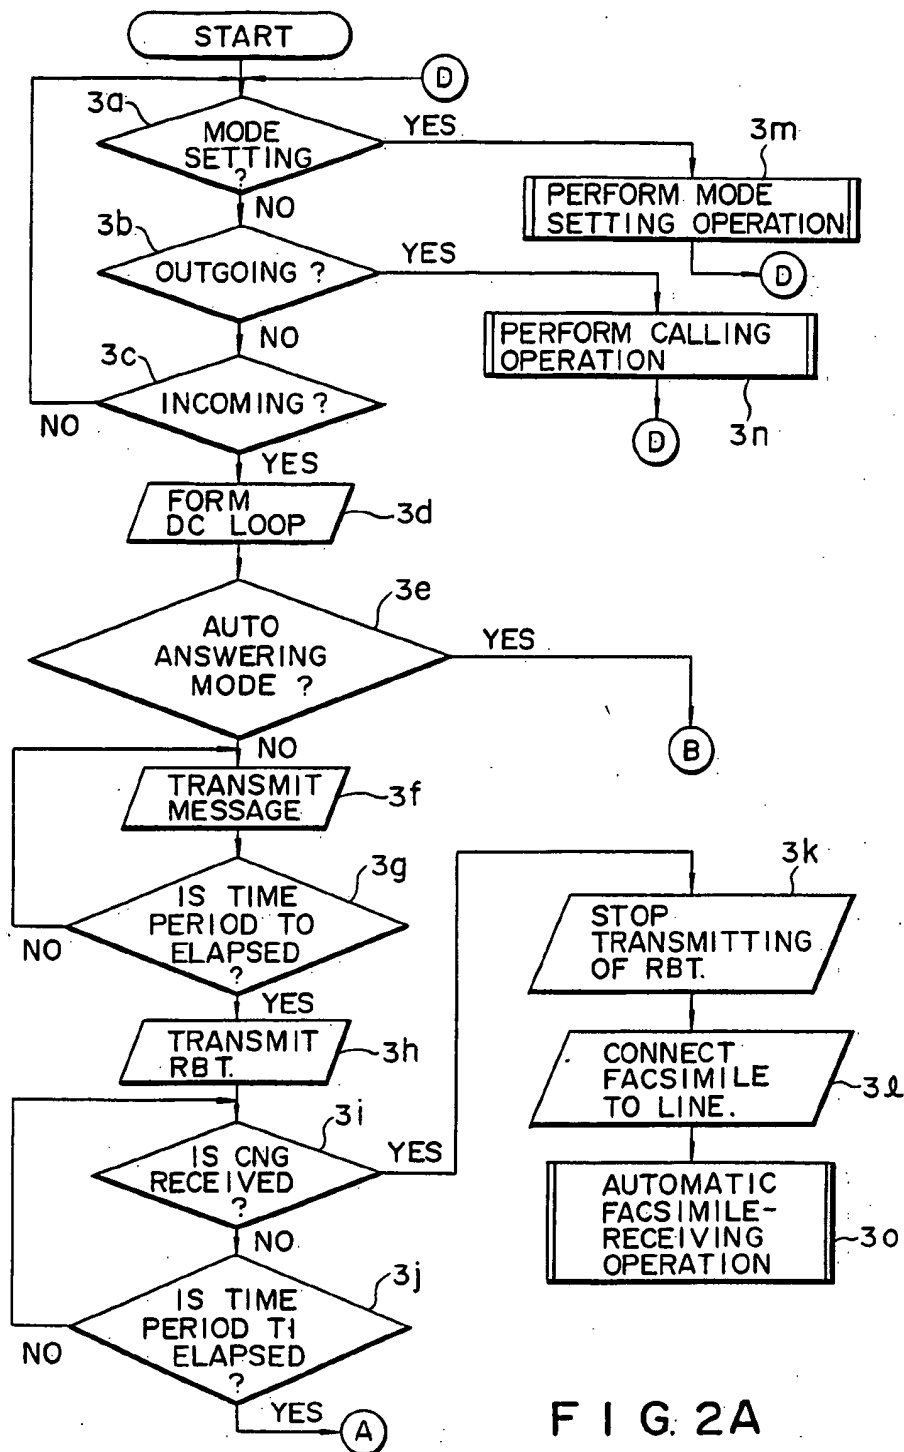 START
D
3a
MODE
SETTING
?
YES
NO
3m
PERFORM MODE
SETTING OPERATION
D
3b
OUTGOING ?
YES
NO
PERFORM CALLING
OPERATION
3n
D
3c
INCOMING ?
NO
YES
FORM
DC LOOP
3d
3e
AUTO
ANSWERING
MODE ?
YES
B
NO
TRANSMIT
MESSAGE
3f
3g
IS TIME
PERIOD TO
ELAPSED
?
NO
YES
TRANSMIT
RBT.
3h
3i
IS CNG
RECEIVED
?
YES
NO
3j
IS TIME
PERIOD T1
ELAPSED
?
NO
YES
A
3k
STOP
TRANSMITTING
OF RBT.
CONNECT
FACSIMILE
TO LINE.
3l
AUTOMATIC
FACSIMILE-
RECEIVING
OPERATION
3o
FIG. 2A